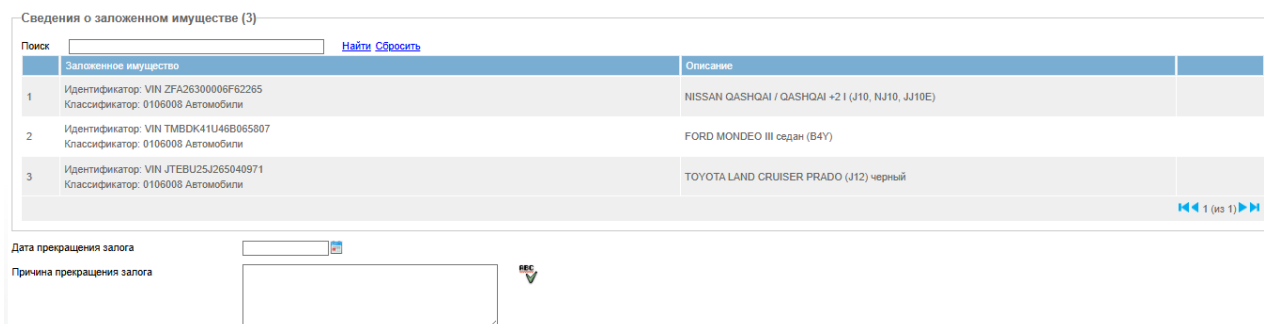 Сведения о заложенном имуществе (3)
Поиск Найти Сбросить
Заложенное имущество Описание
1 Идентификатор: VIN ZFA26300006F62265
Классификатор: 0106008 Автомобили
NISSAN QASHQAI / QASHQAI +2 I (J10, NJ10, JJ10E)
2 Идентификатор: VIN TMBDK41U46B065807
Классификатор: 0106008 Автомобили
FORD MONDEO III седан (B4Y)
3 Идентификатор: VIN JTEBU25J265040971
Классификатор: 0106008 Автомобили
TOYOTA LAND CRUISER PRADO (J12) черный
1 (из 1)
Дата прекращения залога
Причина прекращения залога ABC